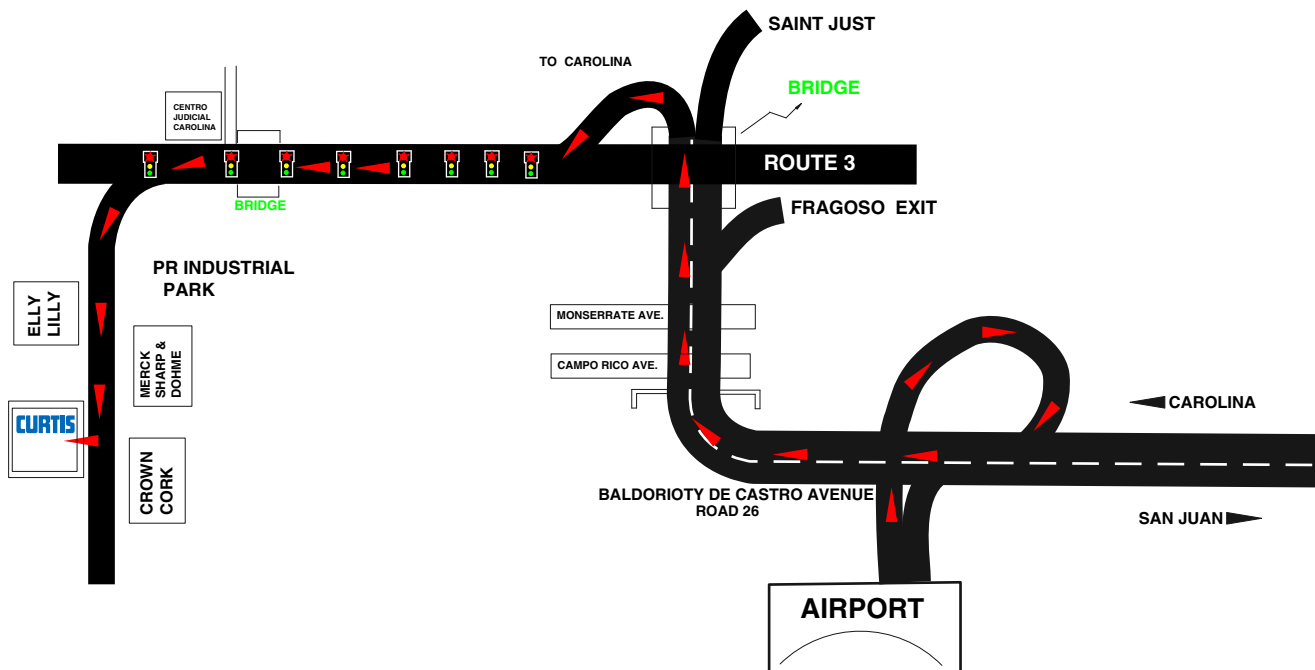 SAINT JUST
TO CAROLINA
BRIDGE
CENTRO
JUDICIAL
CAROLINA
ROUTE 3
BRIDGE
FRAGOSO EXIT
PR INDUSTRIAL
PARK
ELLY
LILLY
MONSERRATE AVE.
MERCK
SHARP &
DOHME
CAMPO RICO AVE.
CAROLINA
CURTIS
CROWN
CORK
BALDORIOTY DE CASTRO AVENUE
ROAD 26
SAN JUAN
AIRPORT